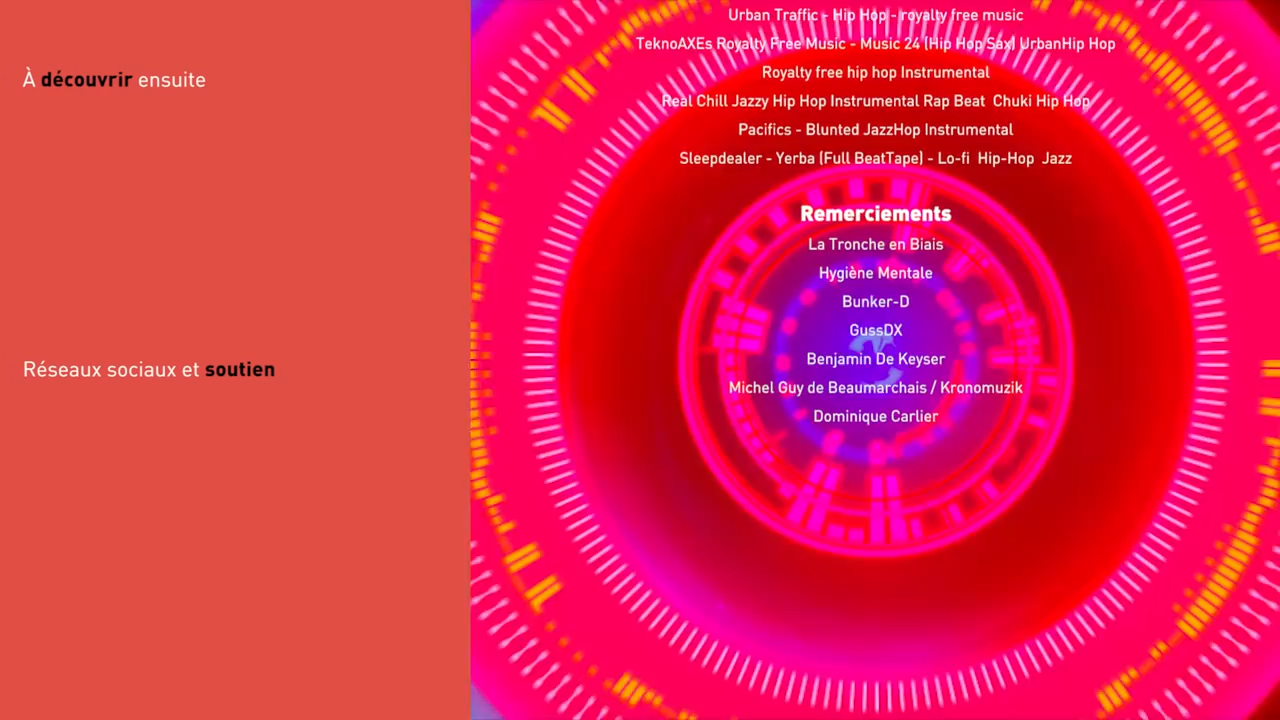 À découvrir ensuite
Réseaux sociaux et soutien
Urban Traffic - Hip Hop - royalty free music
TeknoAXEs Royalty Free Music - Music 24 (Hip Hop Sax) UrbanHip Hop
Royalty free hip hop Instrumental
Real Chill Jazzy Hip Hop Instrumental Rap Beat Chuki Hip Hop
Pacifics - Blunted JazzHop Instrumental
Sleepdealer - Yerba (Full BeatTape) - Lo-fi Hip-Hop Jazz
Remerciements
La Tronche en Biais
Hygiène Mentale
Bunker-D
GussDX
Benjamin De Keyser
Michel Guy de Beaumarchais / Kronomuzik
Dominique Carlier